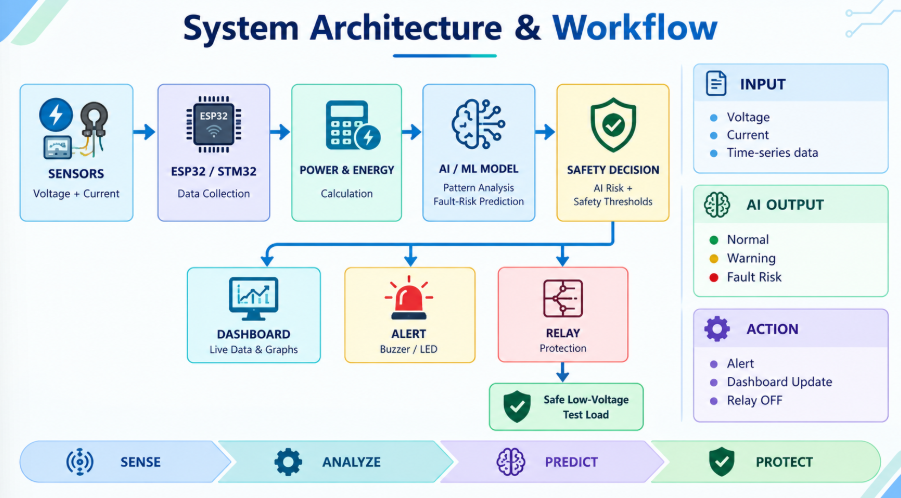 System Architecture & Workflow
ESP32
SENSORS
Voltage + Current
ESP32 / STM32
Data Collection
POWER & ENERGY
Calculation
AI / ML MODEL
Pattern Analysis
Fault-Risk Prediction
SAFETY DECISION
AI Risk +
Safety Thresholds
DASHBOARD
Live Data & Graphs
ALERT
Buzzer / LED
RELAY
Protection
Safe Low-Voltage
Test Load
INPUT
Voltage
Current
Time-series data
AI OUTPUT
Normal
Warning
Fault Risk
ACTION
Alert
Dashboard Update
Relay OFF
SENSE
ANALYZE
PREDICT
PROTECT